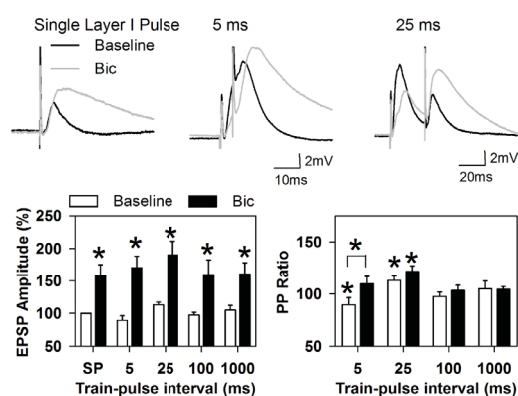 Single Layer I Pulse
5 ms
25 ms
Baseline
Bic
2mV
10ms
2mV
20ms
Baseline
Bic
EPSP Amplitude (%)
250
200
150
100
50
* * * * *
SP 5 25 100 1000
Train-pulse interval (ms)
PP Ratio
150
100
50
*
* * *
5 25 100 1000
Train-pulse interval (ms)